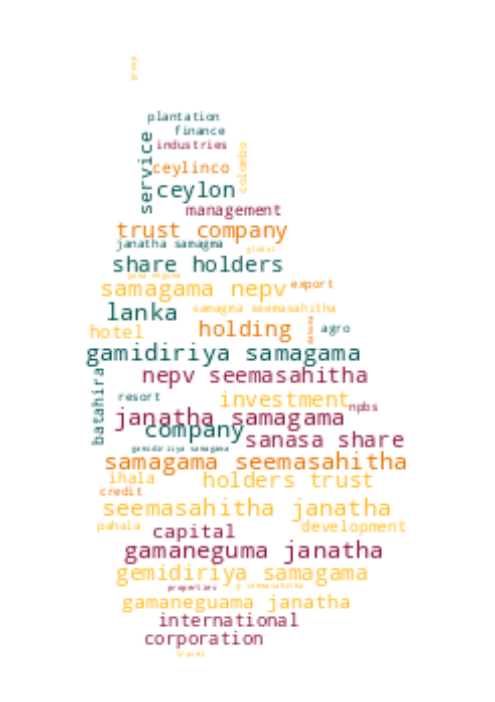 group
plantation
finance
service
industries
ceylinco
colombo
ceylon
management
trust company
janatha samagma
global
share holders
samagama nepv
export
lanka
samagma seemasahitha
hotel
holding
agro
gamidiriya samagama
nepv seemasahitha
batahira
resort
investment
npbs
janatha samagama
company
sanasa share
gamidiriiya samagama
samagama seemasahitha
ihala
holders trust
credit
seemasahitha janatha
pahala
capital
development
gamaneguma janatha
gemidiriya samagama
properties
p seemasahitha
gamaneguama janatha
international
corporation
travel